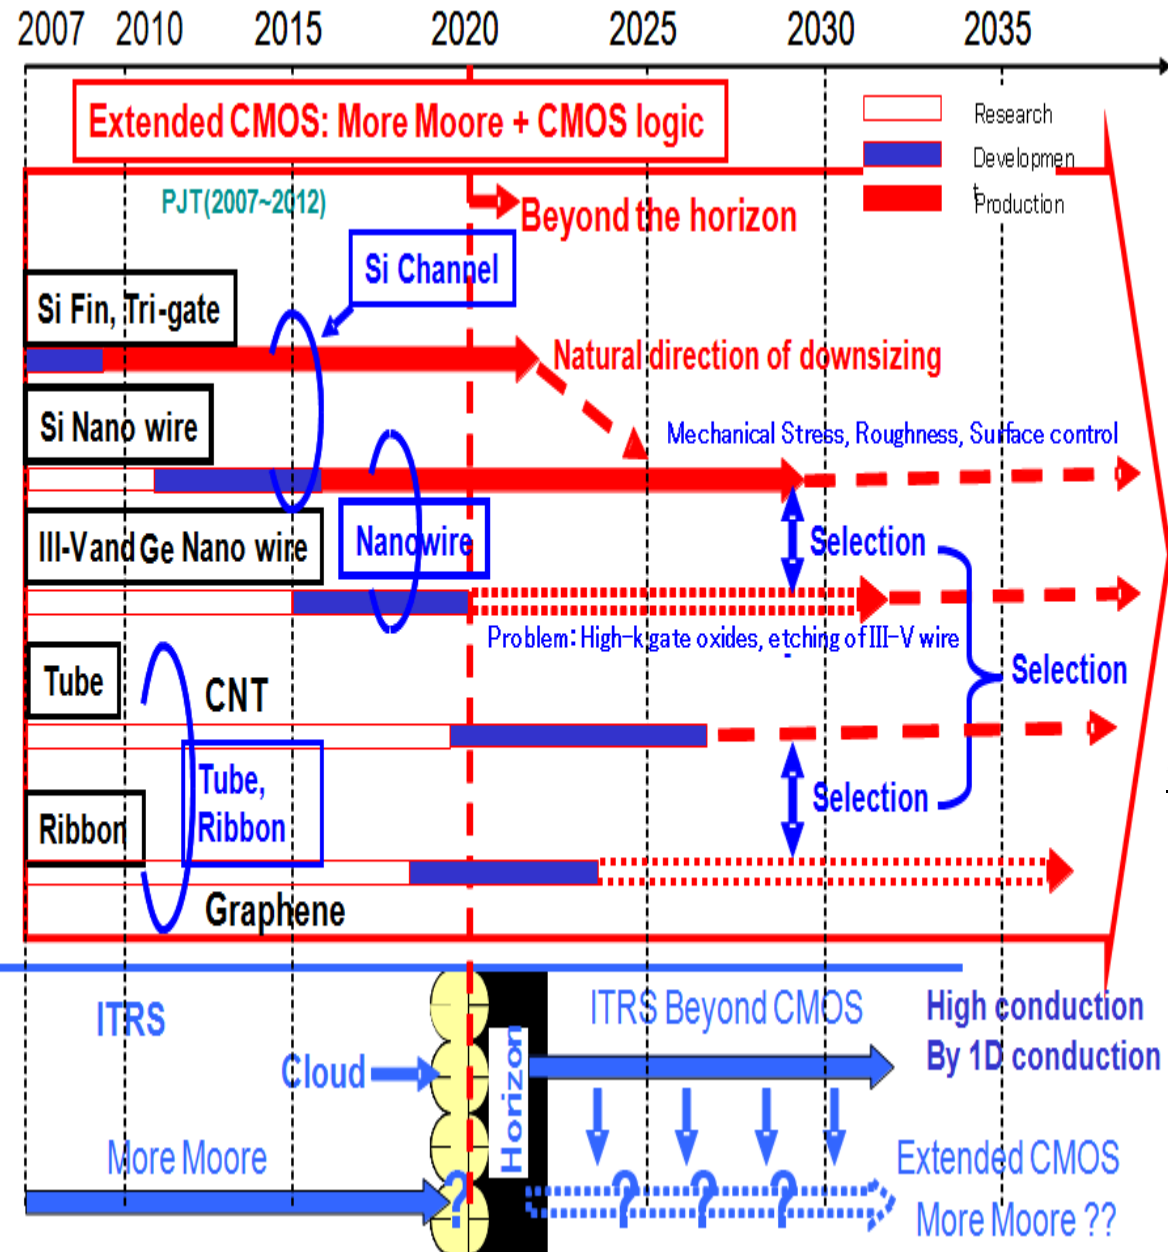 2007 2010 2015 2020 2025 2030 2035
Extended CMOS: More Moore + CMOS logic
Research
Developmen
t
Production
PJT(2007~2012)
Beyond the horizon
Si Channel
Si Fin, Tri-gate
Natural direction of downsizing
Si Nano wire
Mechanical Stress, Roughness, Surface control
III-V and Ge Nano wire
Nanowire
Selection
Problem: High-k gate oxides, etching of III-V wire
Selection
Tube
CNT
Tube,
Ribbon
Selection
Ribbon
Graphene
ITRS
ITRS Beyond CMOS
High conduction
By 1D conduction
Cloud
Horizon
More Moore
Extended CMOS
More Moore ??
? ? ? ?